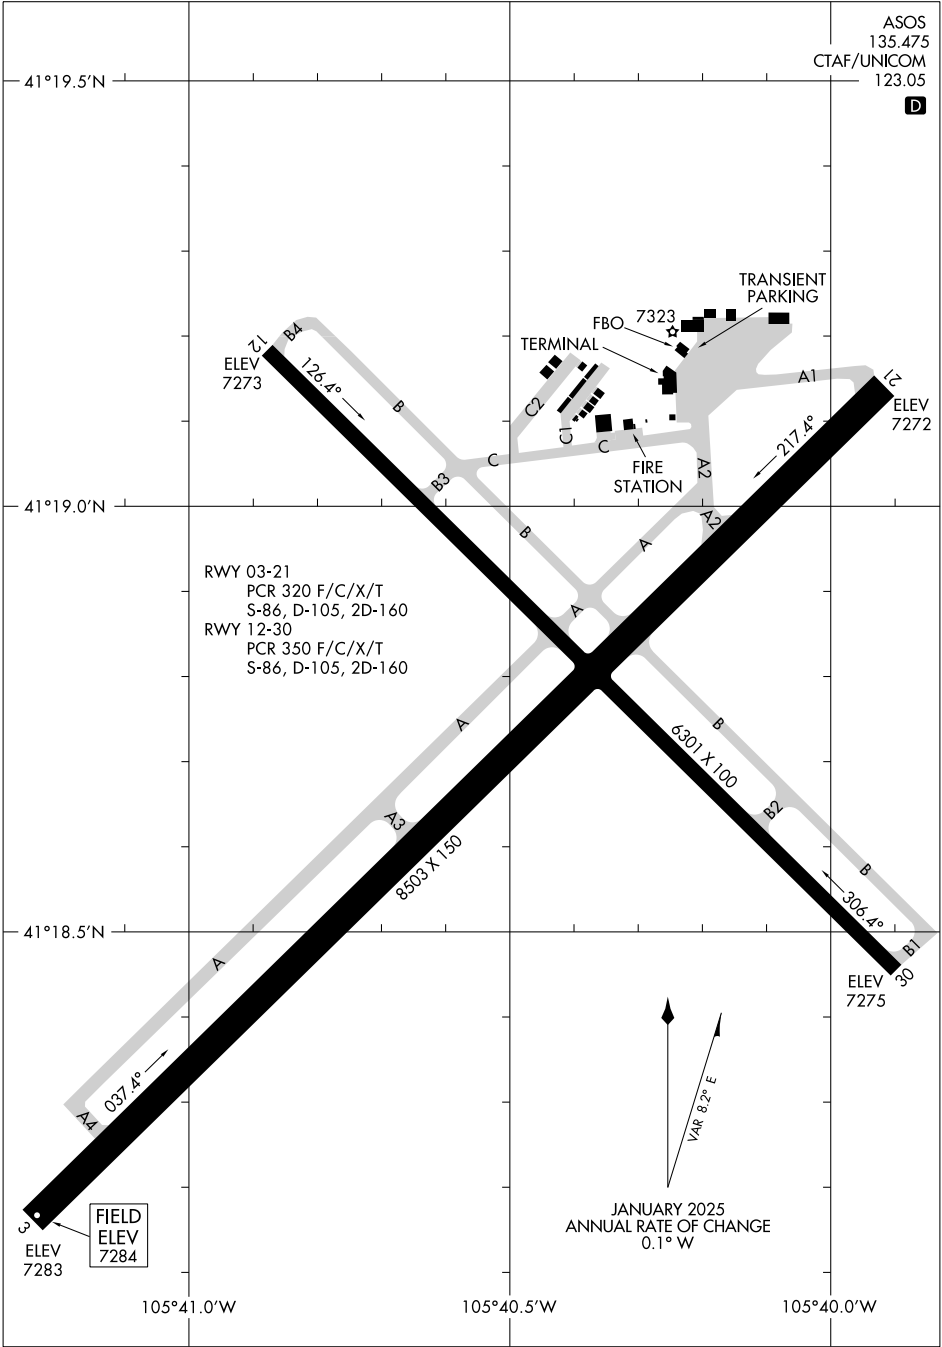 ASOS
135.475
CTAF/UNICOM
123.05
D
41°19.5'N
TRANSIENT
PARKING
7323
FBO
TERMINAL
B4
12
ELEV
7273
126.4°
B
A1
21
ELEV
7272
217.4°
C2
C1
C
C
FIRE
STATION
A2
B3
41°19.0'N
A2
B
A
RWY 03-21
PCR 320 F/C/X/T
S-86, D-105, 2D-160
RWY 12-30
PCR 350 F/C/X/T
S-86, D-105, 2D-160
A
A
B
6301 X 100
B2
A3
8503 X 150
B
306.4°
41°18.5'N
A
B1
30
ELEV
7275
037.4°
A4
VAR 8.2° E
JANUARY 2025
ANNUAL RATE OF CHANGE
0.1° W
3
ELEV
7283
FIELD
ELEV
7284
105°41.0'W
105°40.5'W
105°40.0'W